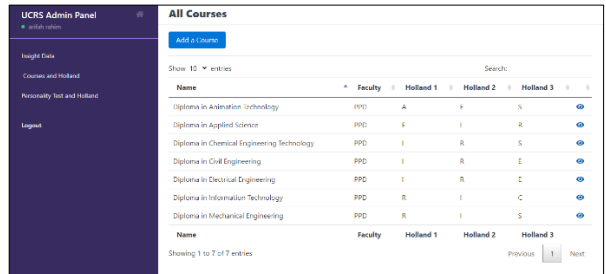 UCRS Admin Panel
arifah rahim
Insight Data
Courses and Holland
Personality Test and Holland
Logout
All Courses
Add a Course
Show 10 entries Search:
Name Faculty Holland 1 Holland 2 Holland 3
Diploma in Animation Technology PPD A E S
Diploma in Applied Science PPD E I R
Diploma in Chemical Engineering Technology PPD I R S
Diploma in Civil Engineering PPD I R E
Diploma in Electrical Engineering PPD I R E
Diploma in Information Technology PPD R I C
Diploma in Mechanical Engineering PPD R I S
Name Faculty Holland 1 Holland 2 Holland 3
Showing 1 to 7 of 7 entries Previous 1 Next